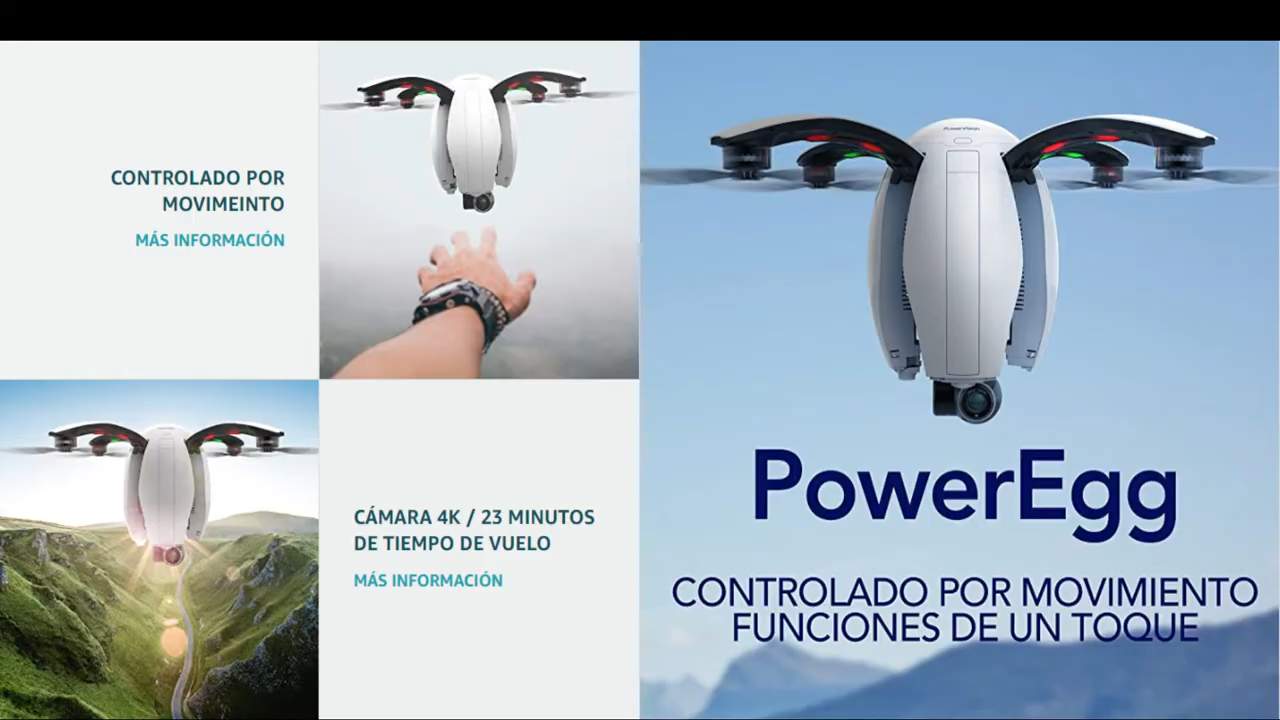 CONTROLADO POR
MOVIMEINTO
MÁS INFORMACIÓN
CÁMARA 4K / 23 MINUTOS
DE TIEMPO DE VUELO
MÁS INFORMACIÓN
PowerVision
PowerEgg
CONTROLADO POR MOVIMIENTO
FUNCIONES DE UN TOQUE